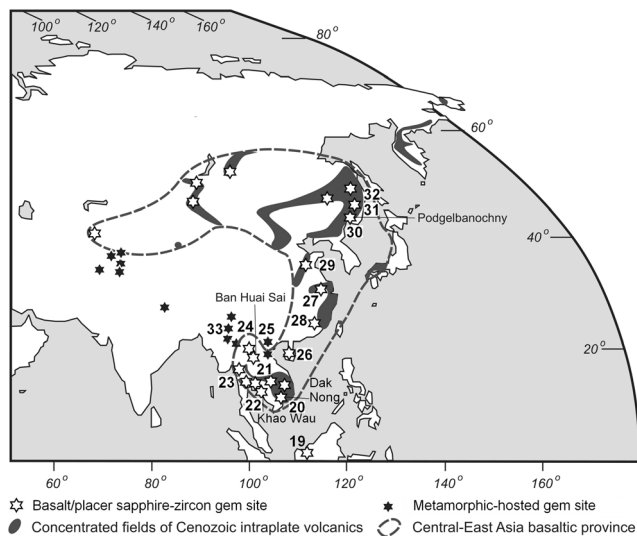 100° 120° 140° 160°
80°
60°
32
31
Podgelbanochny
30
40°
29
Ban Huai Sai
27
24 25
28
33
26
20°
21
23
Dak
Nong
22
20
Khao Wau
19
60° 80° 100° 120° 140° 160°
Basalt/placer sapphire-zircon gem site
Metamorphic-hosted gem site
Concentrated fields of Cenozoic intraplate volcanics
Central-East Asia basaltic province